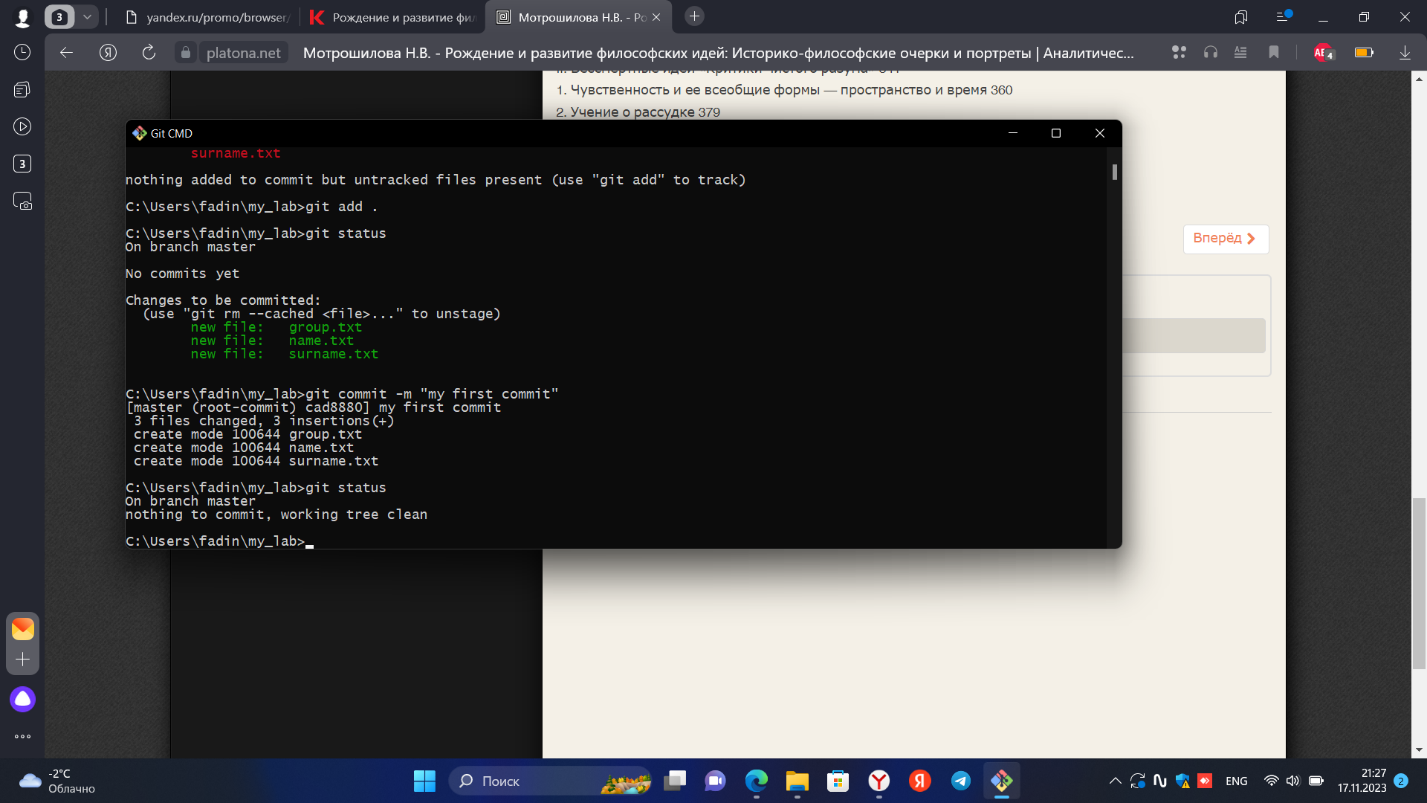 3
yandex.ru/promo/browser/
Рождение и развитие фил
Мотрошилова Н.В. - Ро
platona.net
Мотрошилова Н.В. - Рождение и развитие философских идей: Историко-философские очерки и портреты | Аналитичес...
4
3
1. Чувственность и ее всеобщие формы — пространство и время 360
2. Учение о рассудке 379
Git CMD
surname.txt
nothing added to commit but untracked files present (use "git add" to track)
C:\Users\fadin\my_lab>git add .
C:\Users\fadin\my_lab>git status
On branch master
No commits yet
Changes to be committed:
(use "git rm --cached <file>..." to unstage)
new file:   group.txt
new file:   name.txt
new file:   surname.txt
C:\Users\fadin\my_lab>git commit -m "my first commit"
[master (root-commit) cad8880] my first commit
3 files changed, 3 insertions(+)
create mode 100644 group.txt
create mode 100644 name.txt
create mode 100644 surname.txt
C:\Users\fadin\my_lab>git status
On branch master
nothing to commit, working tree clean
C:\Users\fadin\my_lab>
Вперёд
-2°C
Облачно
Поиск
ENG
21:27
17.11.2023
2